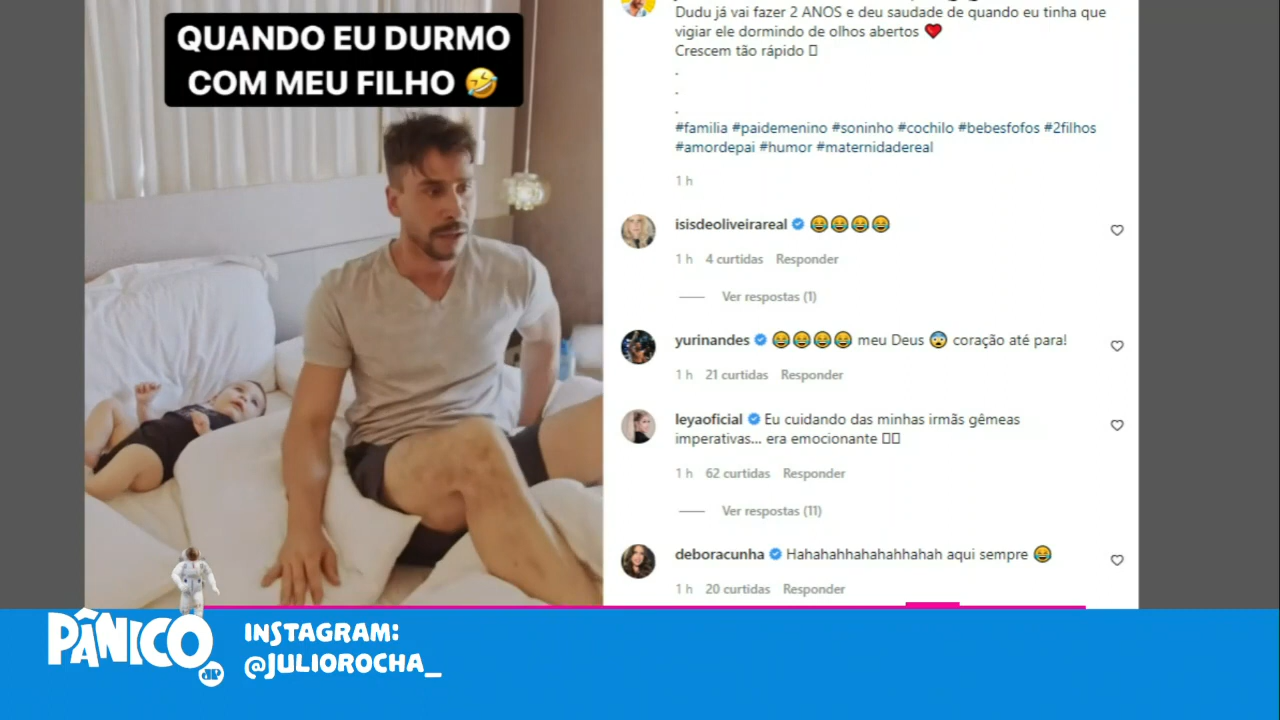 QUANDO EU DURMO
COM MEU FILHO 🤣
Dudu já vai fazer 2 ANOS e deu saudade de quando eu tinha que
vigiar ele dormindo de olhos abertos ❤️
Crescem tão rápido
.
.
.
#familia #paidemenino #soninho #cochilo #bebesfofos #2filhos
#amordepai #humor #maternidadereal
1 h
isisdeoliveirareal 😂😂😂😂
1 h 4 curtidas Responder
Ver respostas (1)
yurinandes 😂😂😂😂 meu Deus 😨 coração até para!
1 h 21 curtidas Responder
leyaoficial Eu cuidando das minhas irmãs gêmeas
imperativas... era emocionante
1 h 62 curtidas Responder
Ver respostas (11)
deboracunha Hahahahhahahahhahah aqui sempre 😂
1 h 20 curtidas Responder
PÂNICO
JP
INSTAGRAM:
@JULIOROCHA_